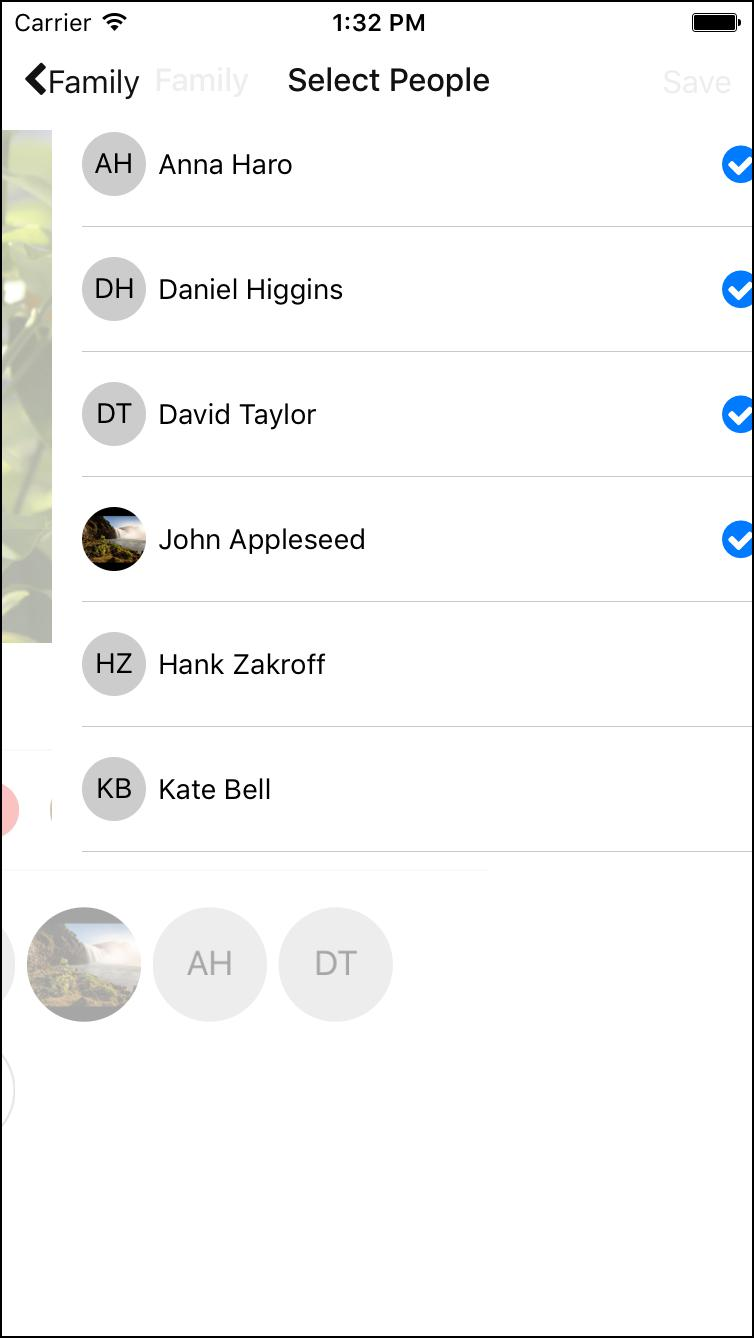 Carrier 1:32 PM
Family Family Select People Save
AH Anna Haro
DH Daniel Higgins
DT David Taylor
John Appleseed
HZ Hank Zakroff
KB Kate Bell
AH DT